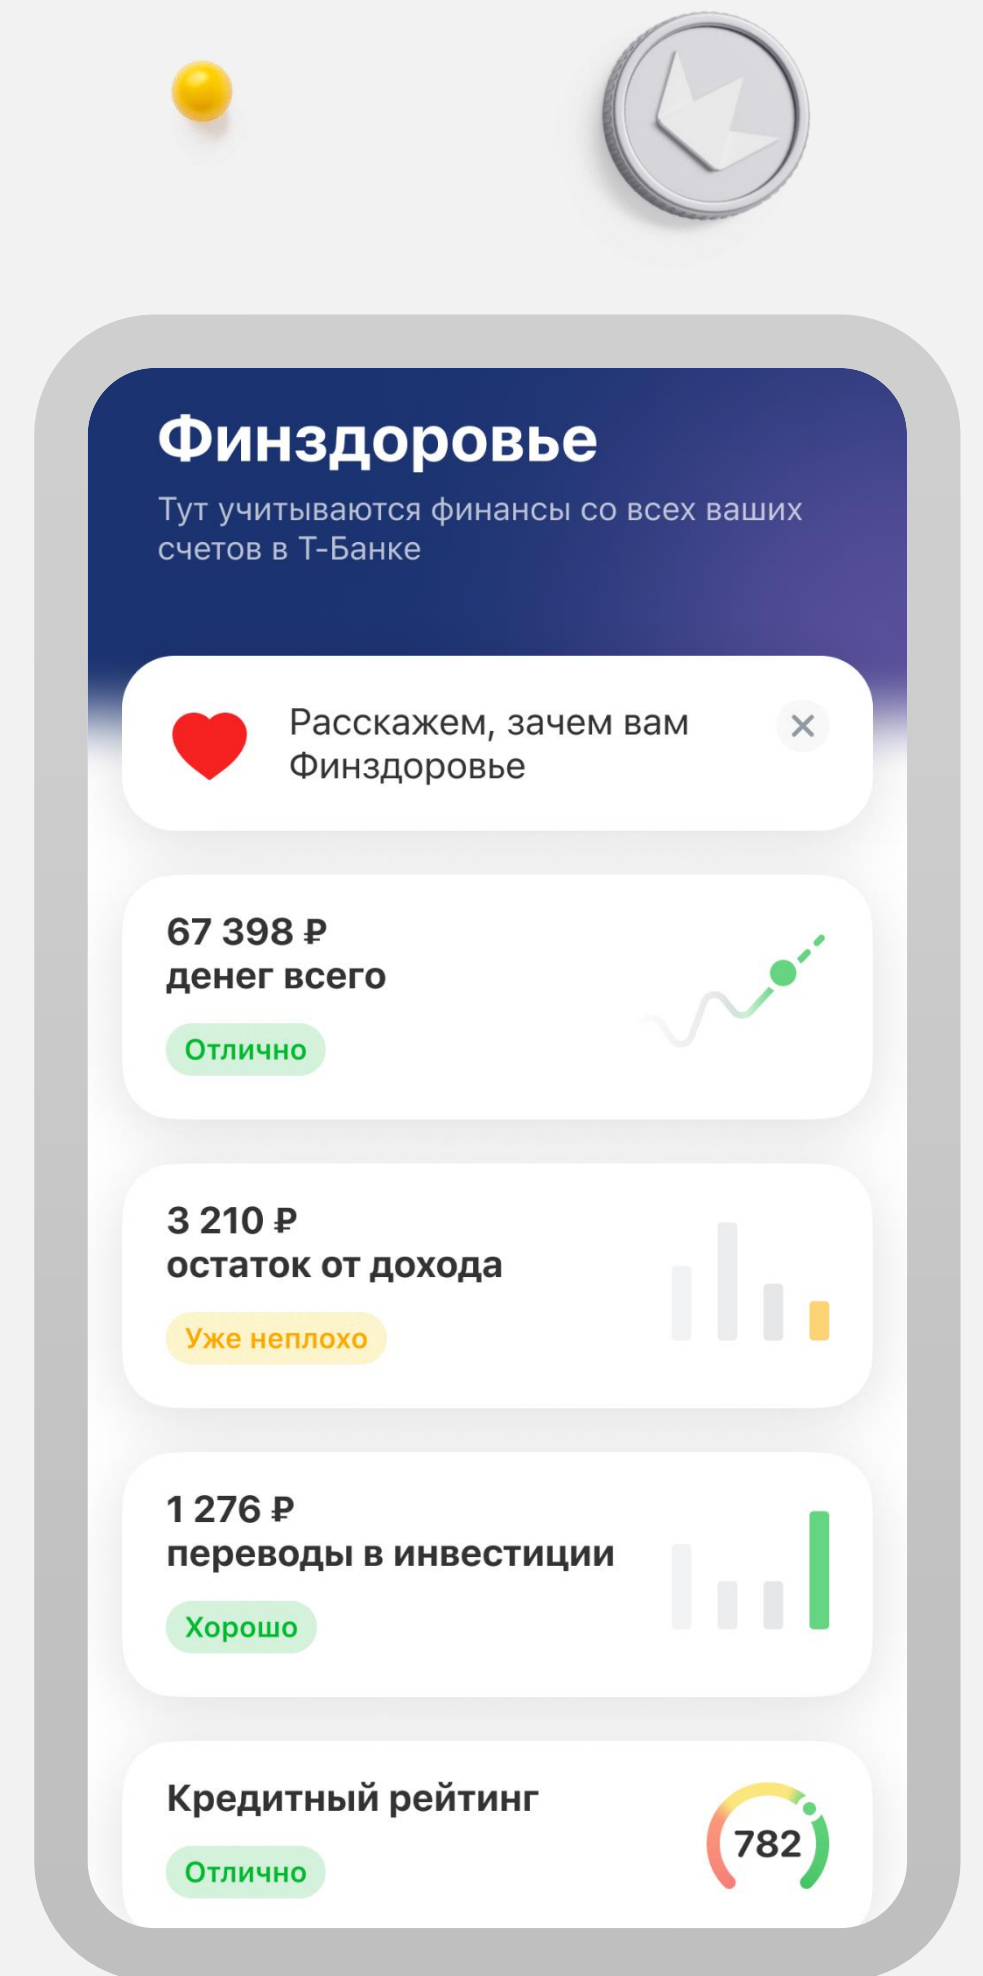 Финздоровье
Тут учитываются финансы со всех ваших
счетов в Т-Банке
Расскажем, зачем вам
Финздоровье
67 398 ₽
денег всего
Отлично
3 210 ₽
остаток от дохода
Уже неплохо
1 276 ₽
переводы в инвестиции
Хорошо
Кредитный рейтинг
782
Отлично